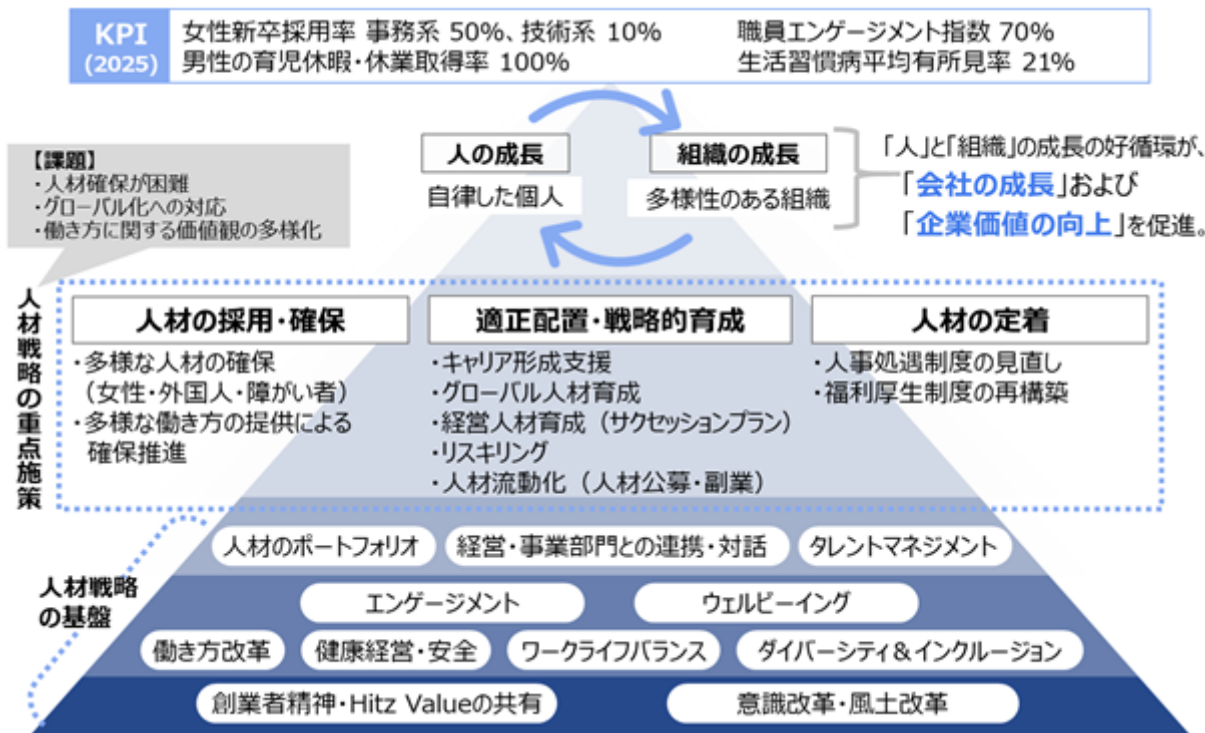 KPI
(2025)
女性新卒採用率 事務系 50%、技術系 10%
男性の育児休暇・休業取得率 100%
職員エンゲージメント指数 70%
生活習慣病平均有所見率 21%
【課題】
・人材確保が困難
・グローバル化への対応
・働き方に関する価値観の多様化
人の成長
自律した個人
組織の成長
多様性のある組織
「人」と「組織」の成長の好循環が、
「会社の成長」および
「企業価値の向上」を促進。
人材戦略の重点施策
人材の採用・確保
・多様な人材の確保
（女性・外国人・障がい者）
・多様な働き方の提供による
確保推進
適正配置・戦略的育成
・キャリア形成支援
・グローバル人材育成
・経営人材育成（サクセッションプラン）
・リスキリング
・人材流動化（人材公募・副業）
人材の定着
・人事処遇制度の見直し
・福利厚生制度の再構築
人材戦略
の基盤
人材のポートフォリオ
経営・事業部門との連携・対話
タレントマネジメント
エンゲージメント
ウェルビーイング
働き方改革
健康経営・安全
ワークライフバランス
ダイバーシティ＆インクルージョン
創業者精神・Hitz Valueの共有
意識改革・風土改革